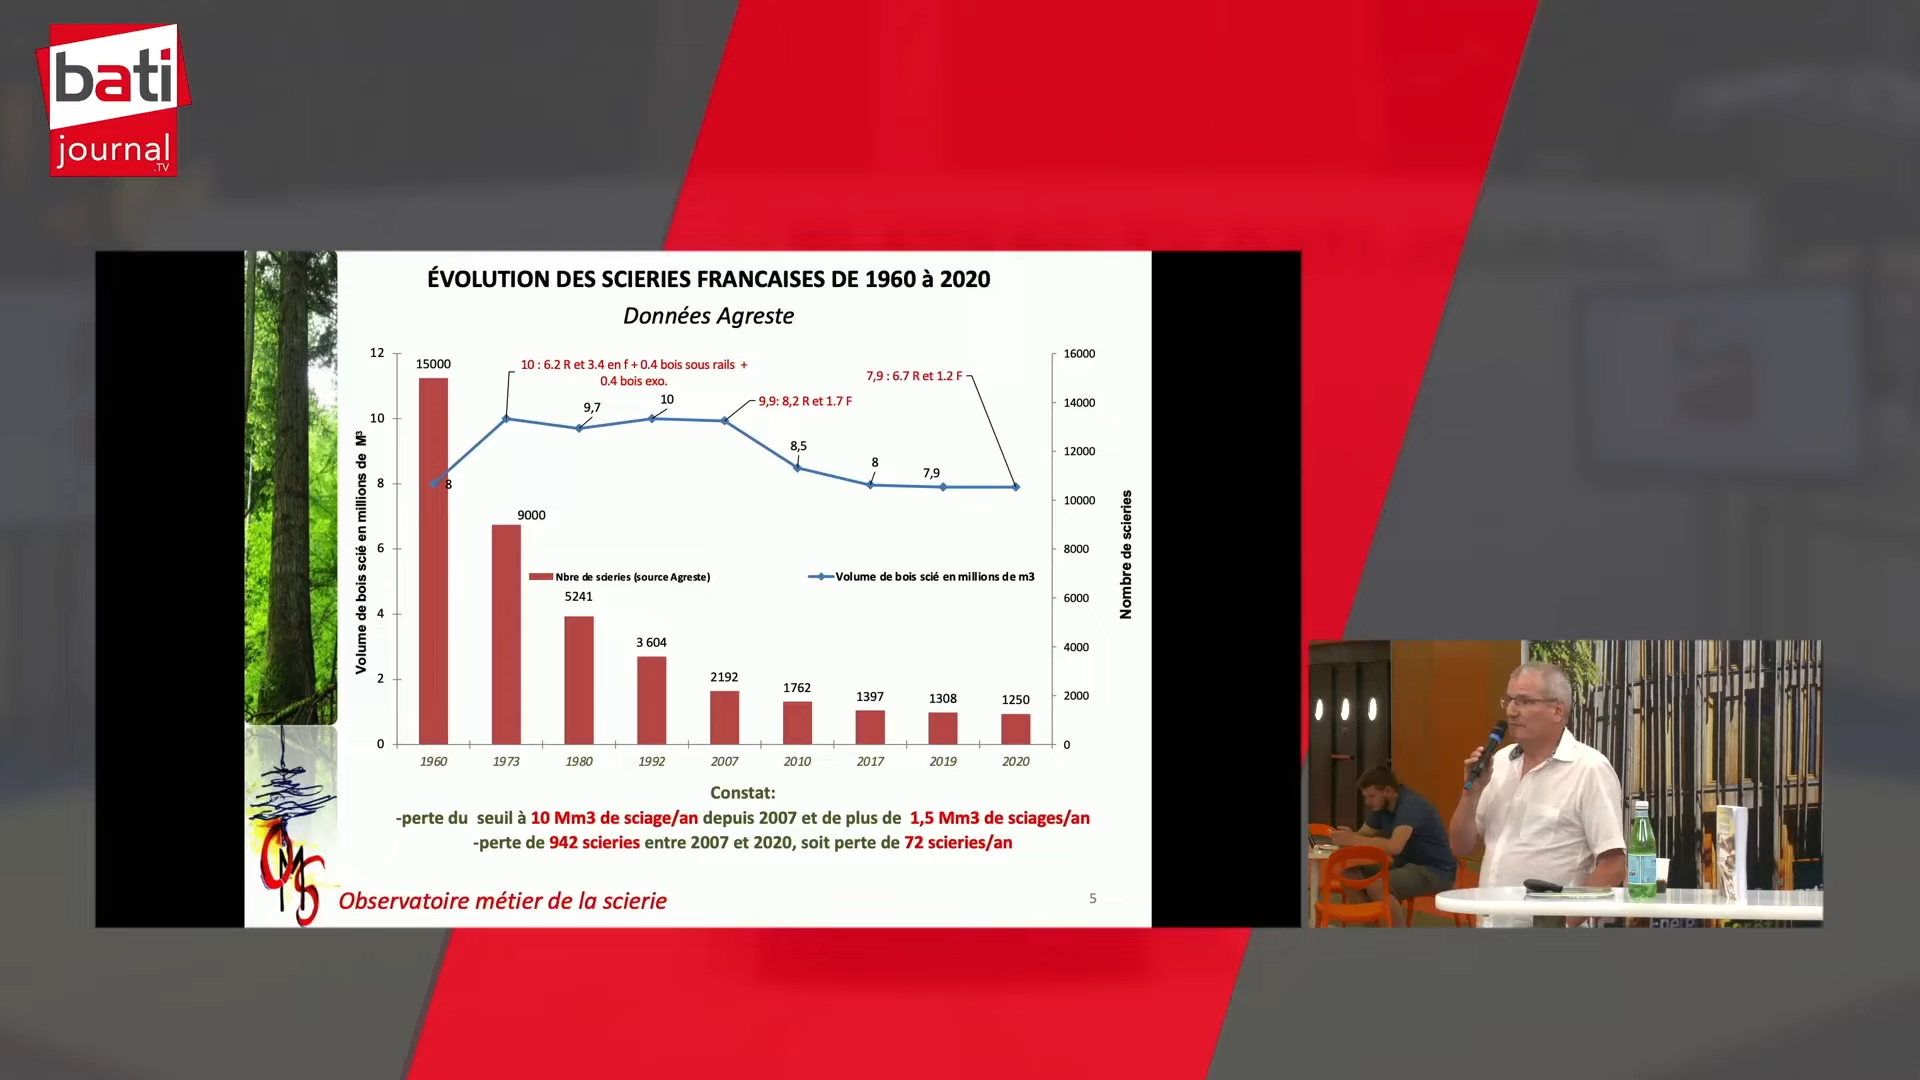 bati
journal
.TV
ÉVOLUTION DES SCIERIES FRANCAISES DE 1960 à 2020
Données Agreste
12
10
8
6
4
2
0
Volume de bois scié en millions de M³
16000
14000
12000
10000
8000
6000
4000
2000
0
Nombre de scieries
15000
10 : 6.2 R et 3.4 en f + 0.4 bois sous rails +
0.4 bois exo.
7,9 : 6.7 R et 1.2 F
9,7
10
9,9: 8,2 R et 1.7 F
8,5
8
7,9
8
9000
Nbre de scieries (source Agreste)
Volume de bois scié en millions de m3
5241
3 604
2192
1762
1397
1308
1250
1960
1973
1980
1992
2007
2010
2017
2019
2020
Constat:
-perte du seuil à 10 Mm3 de sciage/an depuis 2007 et de plus de 1,5 Mm3 de sciages/an
-perte de 942 scieries entre 2007 et 2020, soit perte de 72 scieries/an
OMS
Observatoire métier de la scierie
5